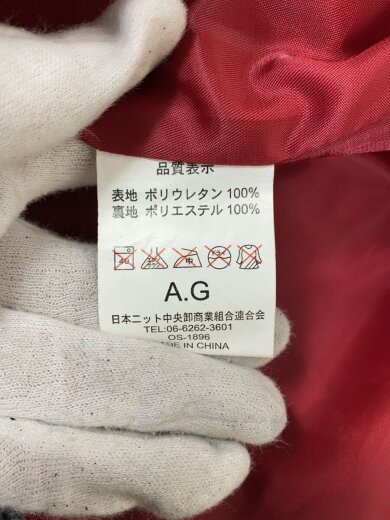 品質表示
表地 ポリウレタン 100%
裏地 ポリエステル 100%
40 中
A.G
日本ニット中央卸商業組合連合会
TEL:06-6262-3601
OS-1896
MADE IN CHINA